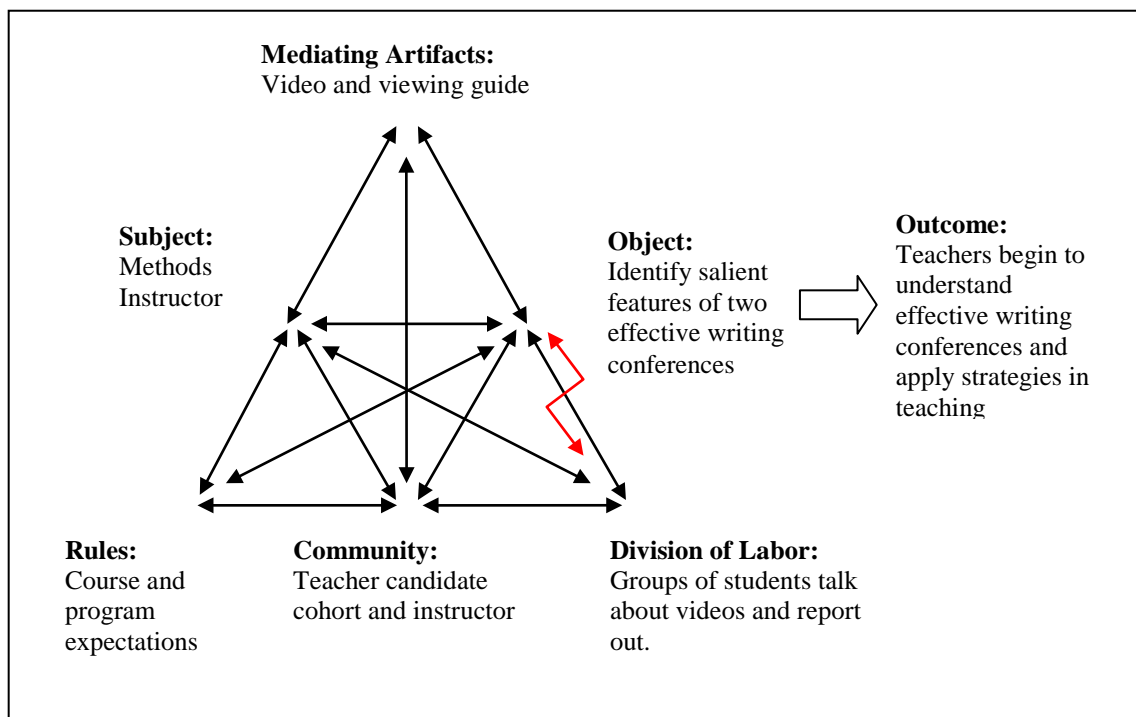 Mediating Artifacts:
Video and viewing guide
Subject:
Methods
Instructor
Object:
Identify salient
features of two
effective writing
conferences
Outcome:
Teachers begin to
understand
effective writing
conferences and
apply strategies in
teaching
Rules:
Course and
program
expectations
Community:
Teacher candidate
cohort and instructor
Division of Labor:
Groups of students talk
about videos and report
out.